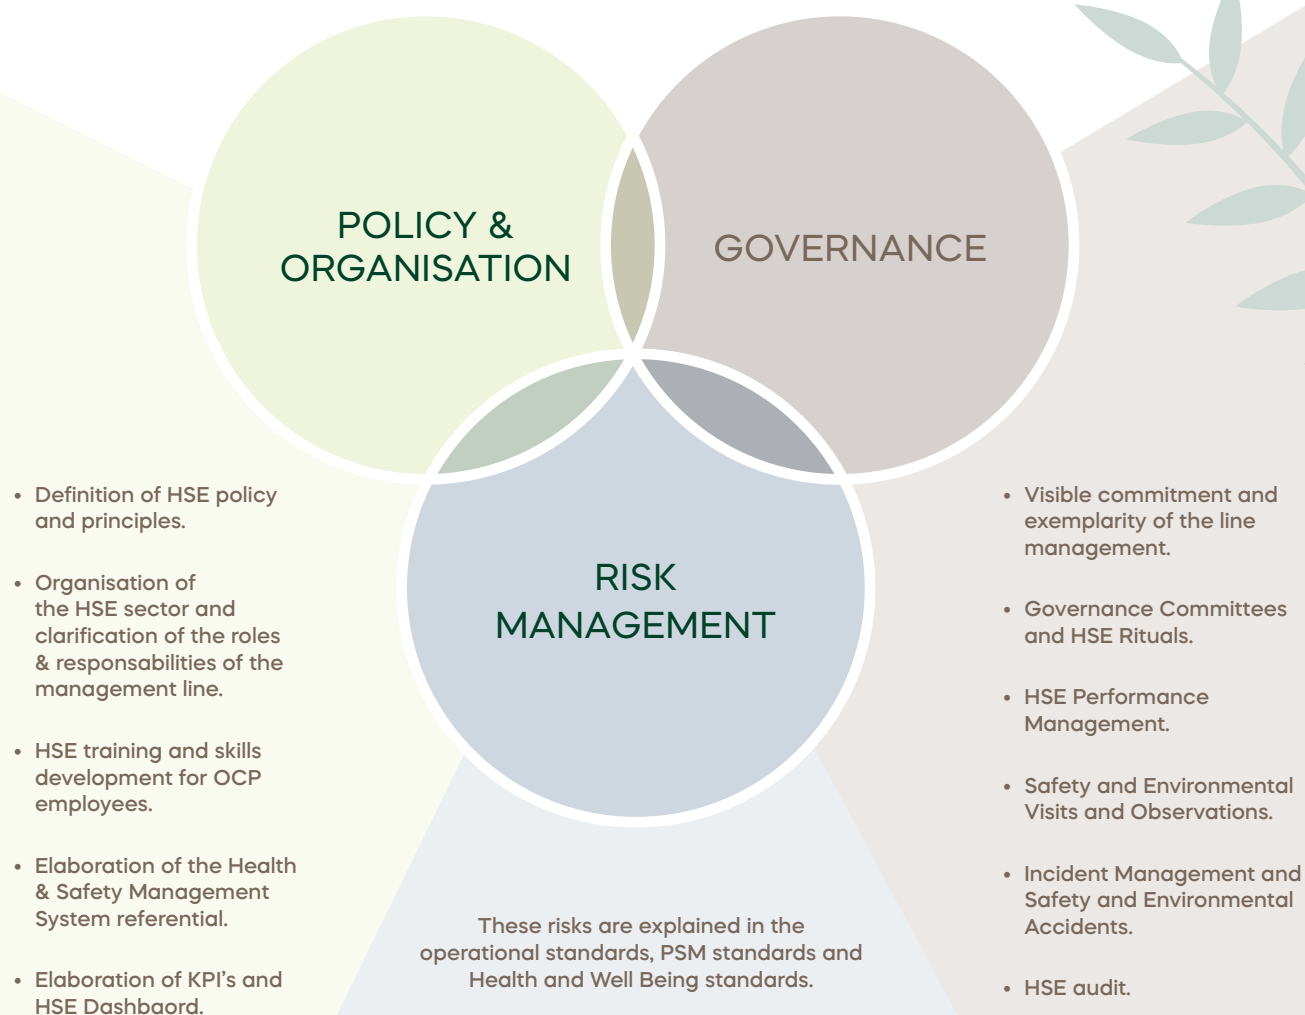 POLICY &
ORGANISATION
GOVERNANCE
RISK
MANAGEMENT
• Definition of HSE policy
and principles.
• Organisation of
the HSE sector and
clarification of the roles
& responsabilities of the
management line.
• HSE training and skills
development for OCP
employees.
• Elaboration of the Health
& Safety Management
System referential.
• Elaboration of KPI's and
HSE Dashbaord.
These risks are explained in the
operational standards, PSM standards and
Health and Well Being standards.
• Visible commitment and
exemplarity of the line
management.
• Governance Committees
and HSE Rituals.
• HSE Performance
Management.
• Safety and Environmental
Visits and Observations.
• Incident Management and
Safety and Environmental
Accidents.
• HSE audit.